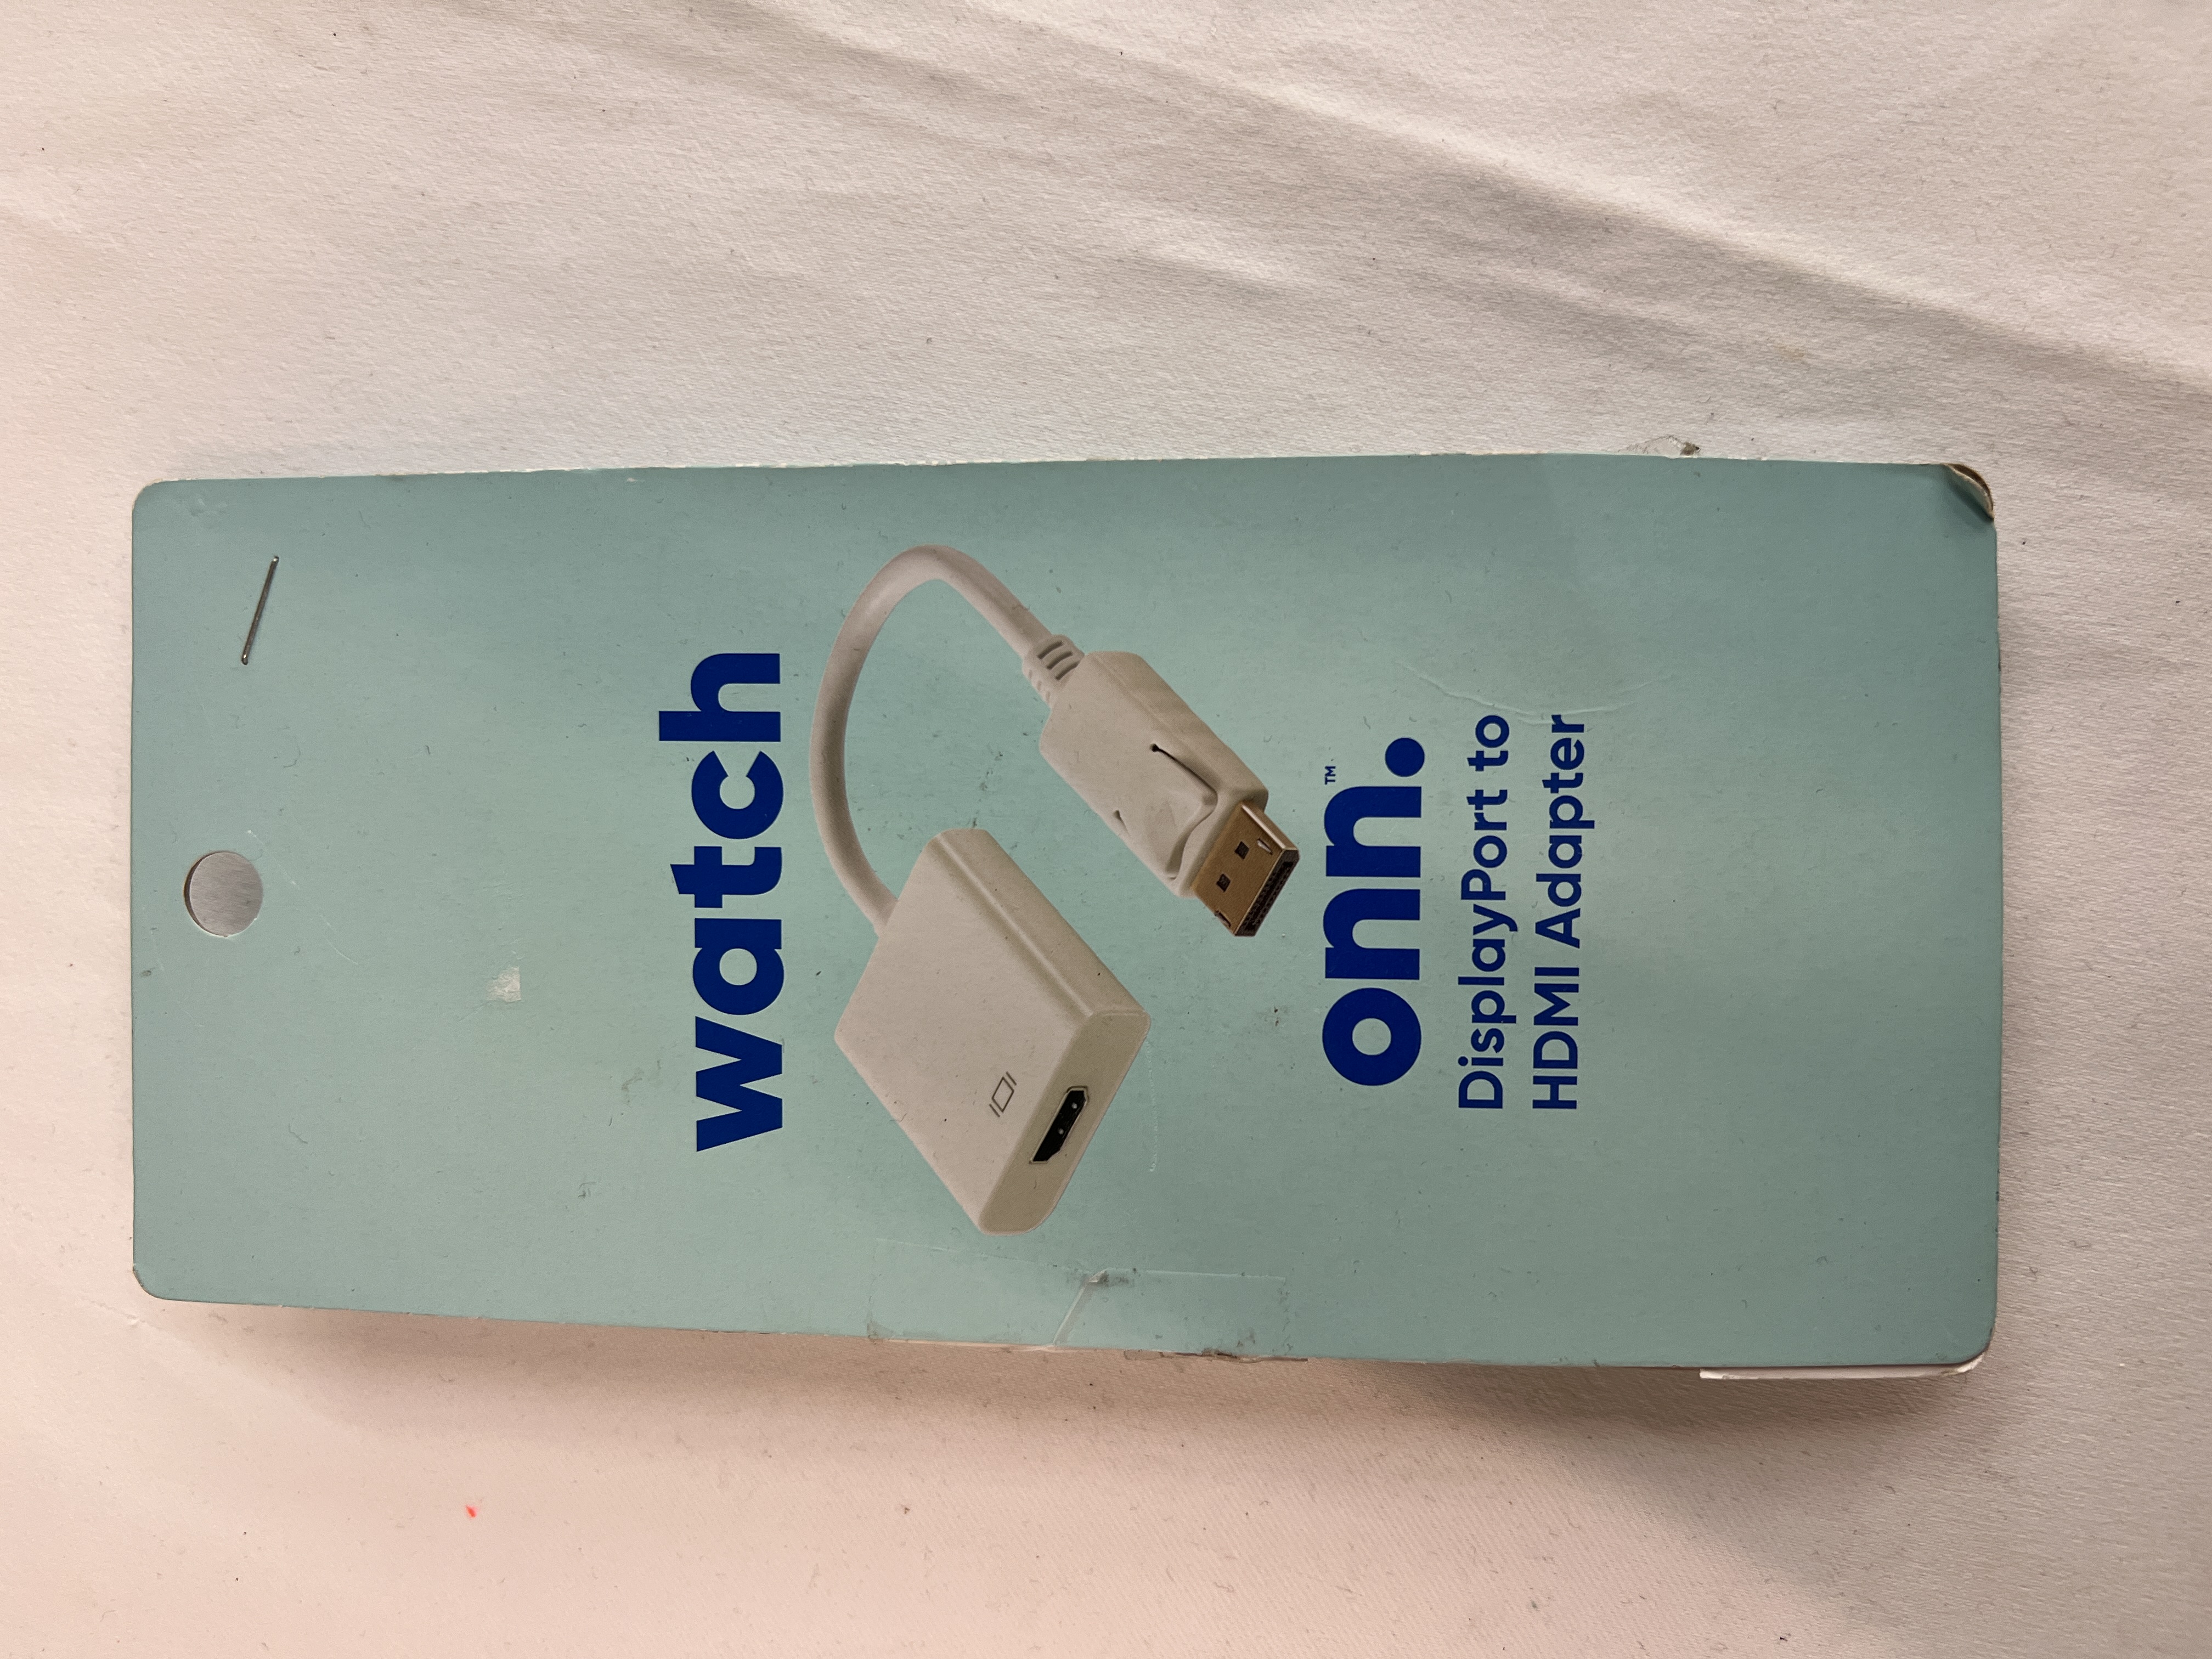 watch
onn.™
DisplayPort to
HDMI Adapter